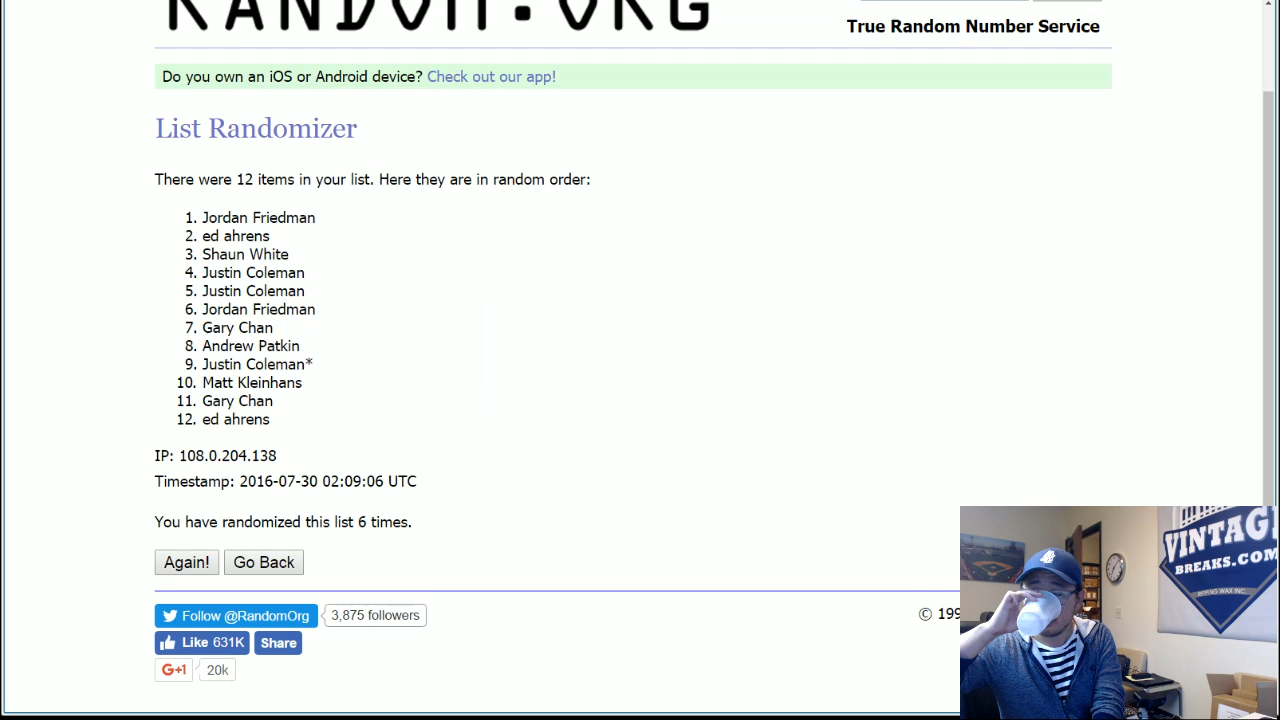 RANDOM.ORG
True Random Number Service
Do you own an iOS or Android device? Check out our app!
List Randomizer
There were 12 items in your list. Here they are in random order:
1. Jordan Friedman
2. ed ahrens
3. Shaun White
4. Justin Coleman
5. Justin Coleman
6. Jordan Friedman
7. Gary Chan
8. Andrew Patkin
9. Justin Coleman*
10. Matt Kleinhans
11. Gary Chan
12. ed ahrens
IP: 108.0.204.138
Timestamp: 2016-07-30 02:09:06 UTC
You have randomized this list 6 times.
Again! Go Back
Follow @RandomOrg 3,875 followers
© 199
Like 631K Share
G+1 20k
VINTAG
BREAKS.COM